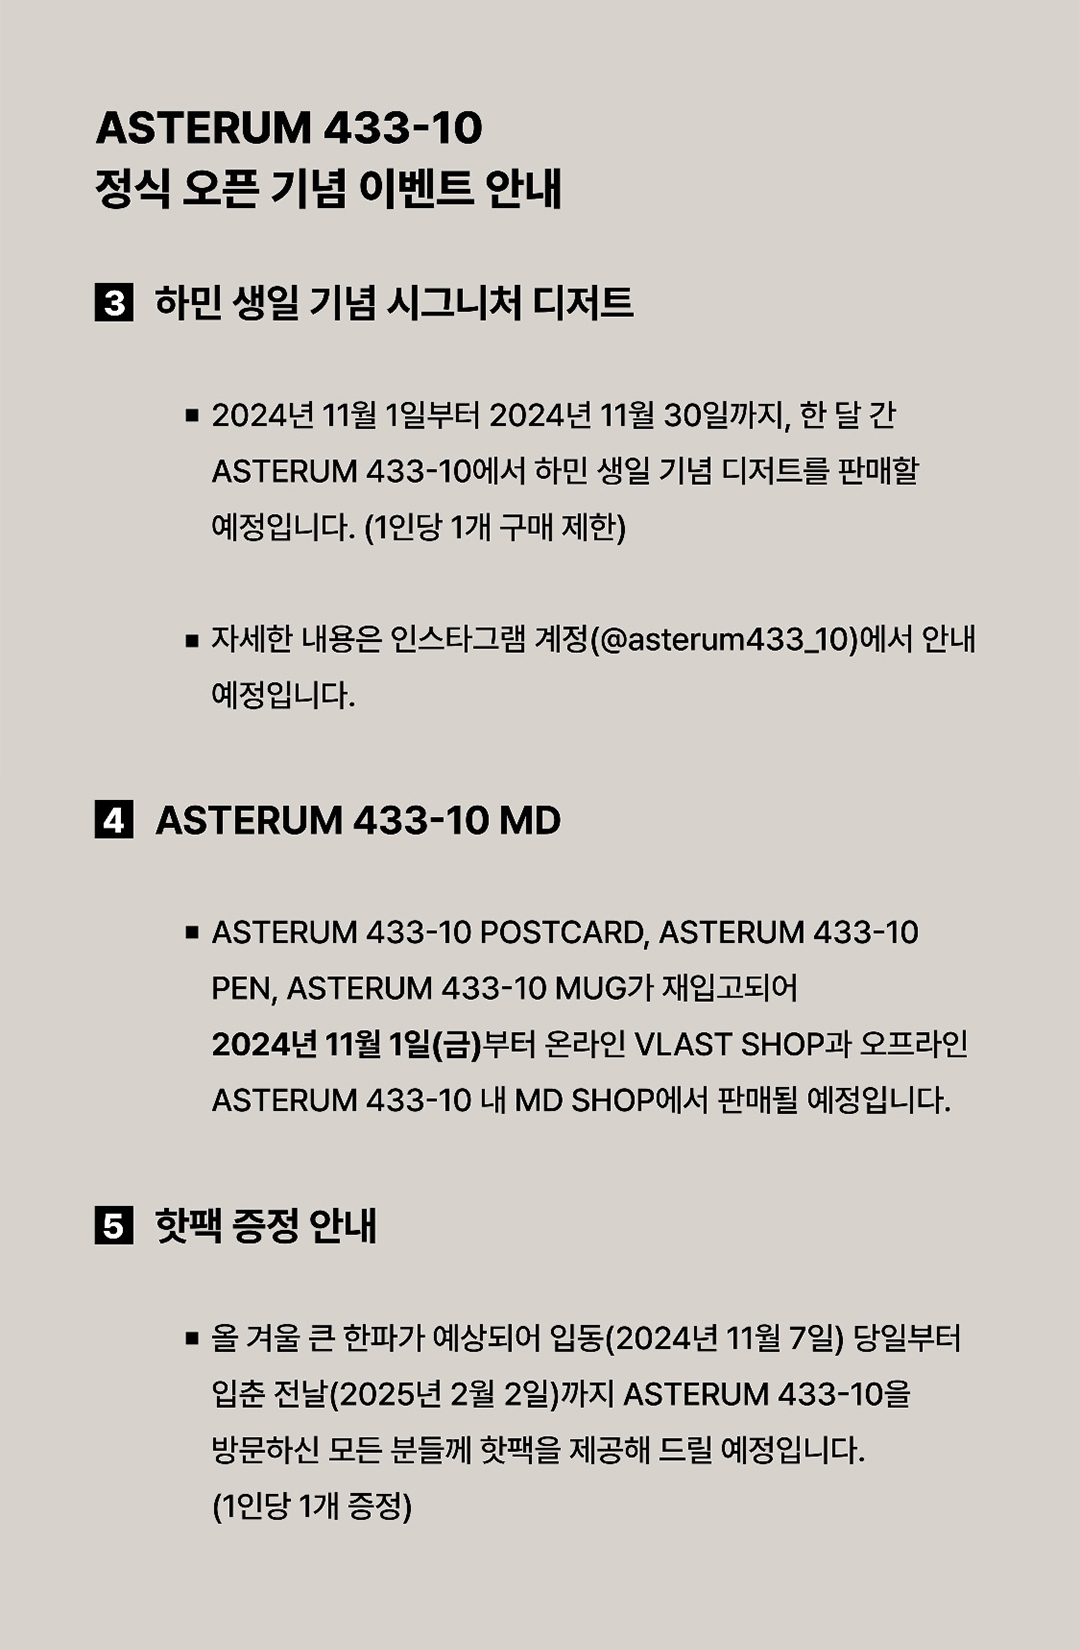 ASTERUM 433-10
정식 오픈 기념 이벤트 안내
3 하민 생일 기념 시그니처 디저트
▪ 2024년 11월 1일부터 2024년 11월 30일까지, 한 달 간
ASTERUM 433-10에서 하민 생일 기념 디저트를 판매할
예정입니다. (1인당 1개 구매 제한)
▪ 자세한 내용은 인스타그램 계정(@asterum433_10)에서 안내
예정입니다.
4 ASTERUM 433-10 MD
▪ ASTERUM 433-10 POSTCARD, ASTERUM 433-10
PEN, ASTERUM 433-10 MUG가 재입고되어
2024년 11월 1일(금)부터 온라인 VLAST SHOP과 오프라인
ASTERUM 433-10 내 MD SHOP에서 판매될 예정입니다.
5 핫팩 증정 안내
▪ 올 겨울 큰 한파가 예상되어 입동(2024년 11월 7일) 당일부터
입춘 전날(2025년 2월 2일)까지 ASTERUM 433-10을
방문하신 모든 분들께 핫팩을 제공해 드릴 예정입니다.
(1인당 1개 증정)